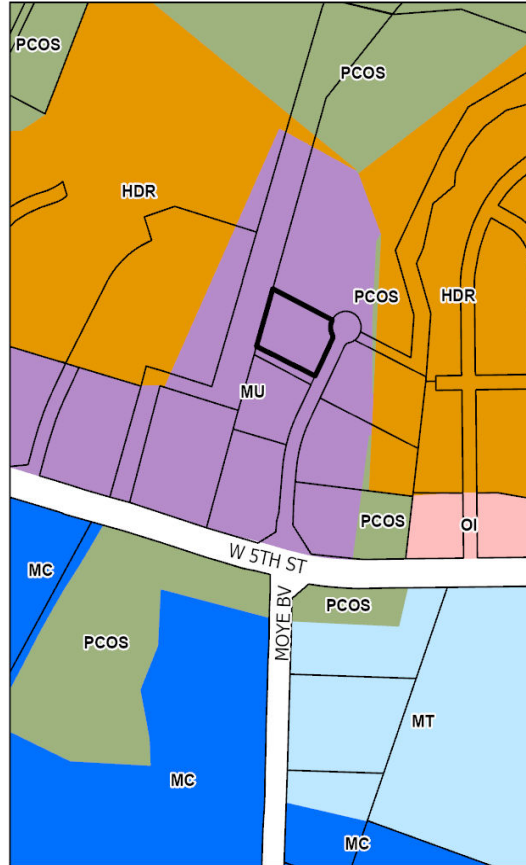 PCOS
PCOS
HDR
PCOS
HDR
MU
PCOS
OI
W 5TH ST
MC
MOYE BV
PCOS
PCOS
MT
MC
MC